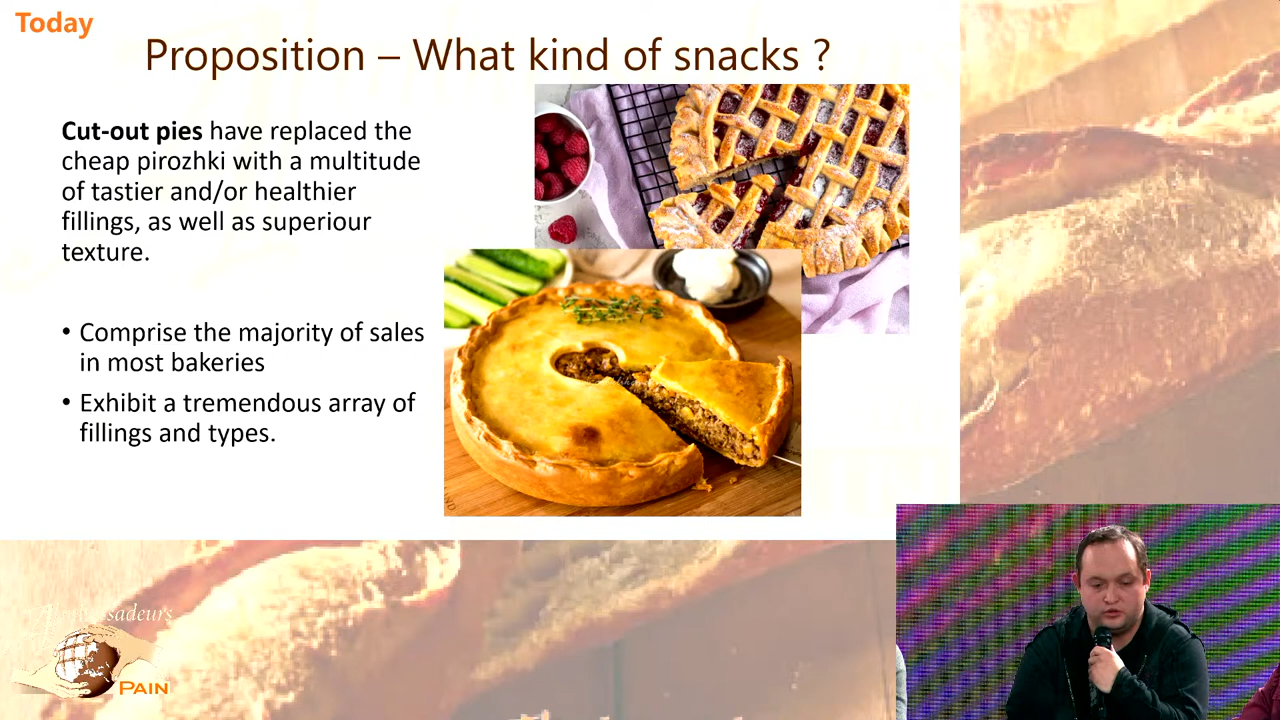 Today
Proposition – What kind of snacks ?
Cut-out pies have replaced the
cheap pirozhki with a multitude
of tastier and/or healthier
fillings, as well as superiour
texture.
• Comprise the majority of sales
in most bakeries
• Exhibit a tremendous array of
fillings and types.
Ambassadeurs
PAIN